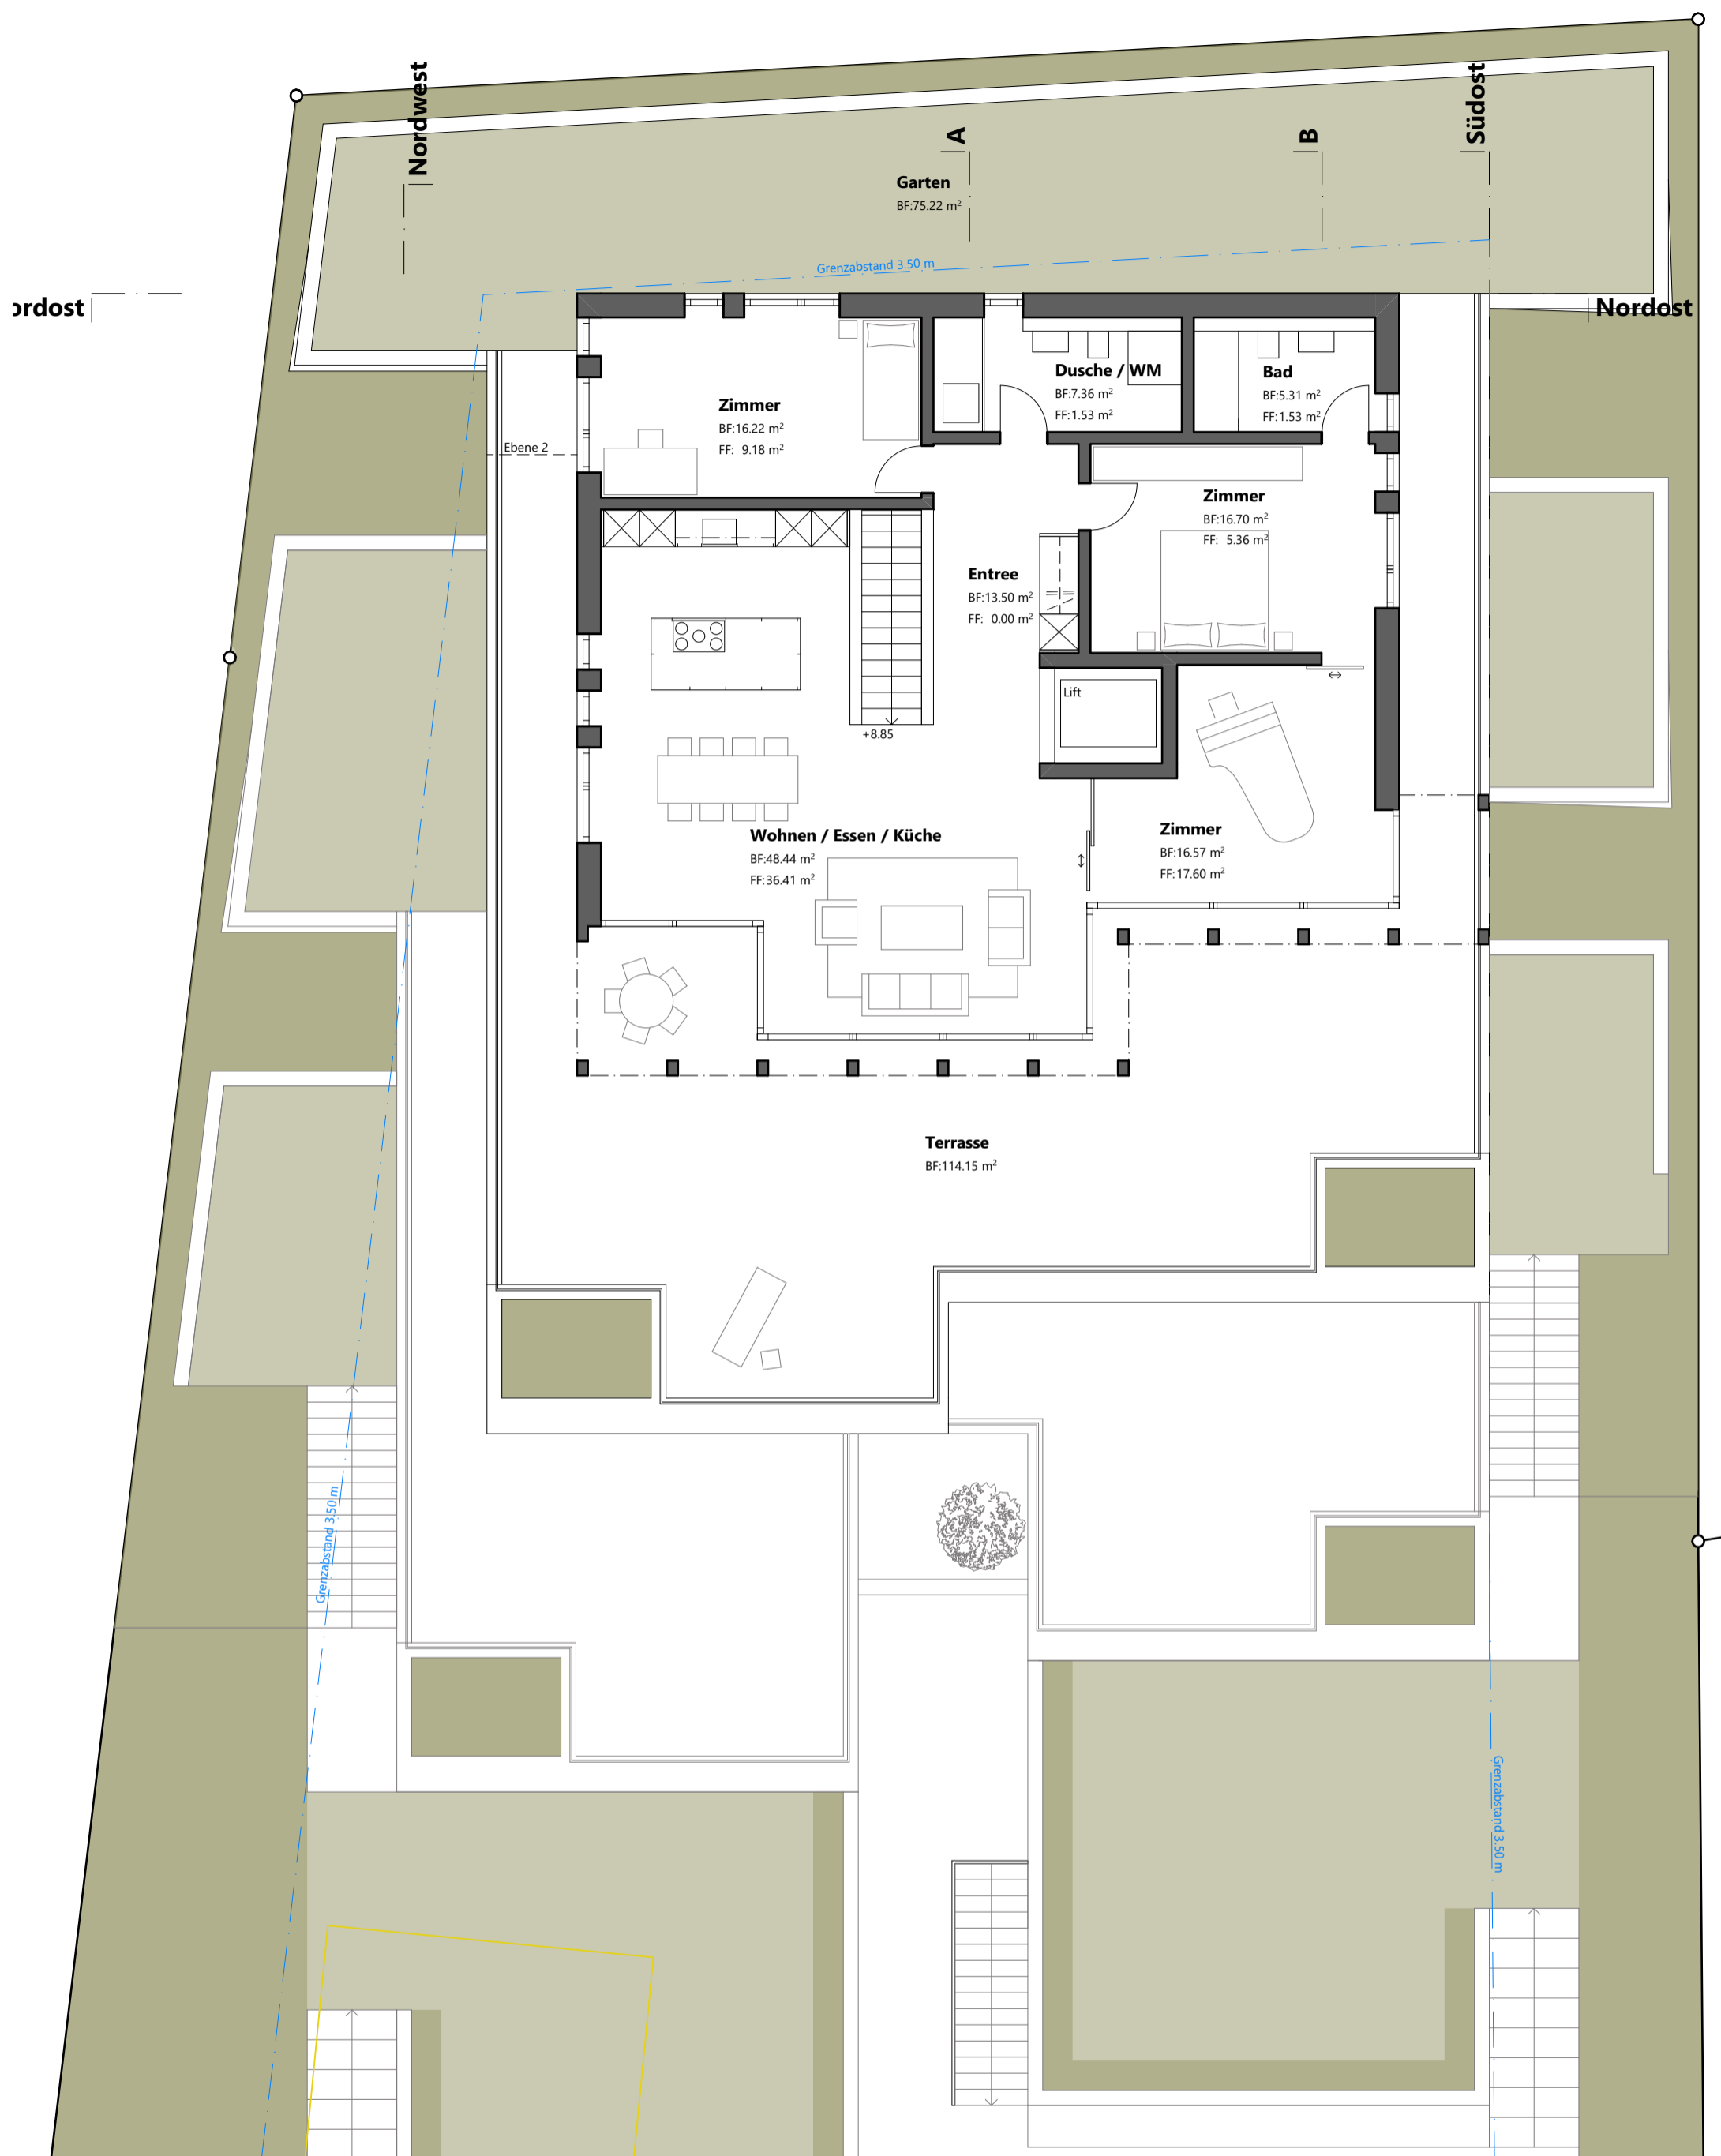 Nordwest
A
B
Südost
Garten
BF:75.22 m²
Grenzabstand 3.50 m
ordost
Nordost
Dusche / WM
BF:7.36 m²
FF:1.53 m²
Bad
BF:5.31 m²
FF:1.53 m²
Zimmer
BF:16.22 m²
FF: 9.18 m²
Ebene 2
Zimmer
BF:16.70 m²
FF: 5.36 m²
Entree
BF:13.50 m²
FF: 0.00 m²
Lift
+8.85
Wohnen / Essen / Küche
BF:48.44 m²
FF:36.41 m²
Zimmer
BF:16.57 m²
FF:17.60 m²
Terrasse
BF:114.15 m²
Grenzabstand 3.50 m
Grenzabstand 3.50 m